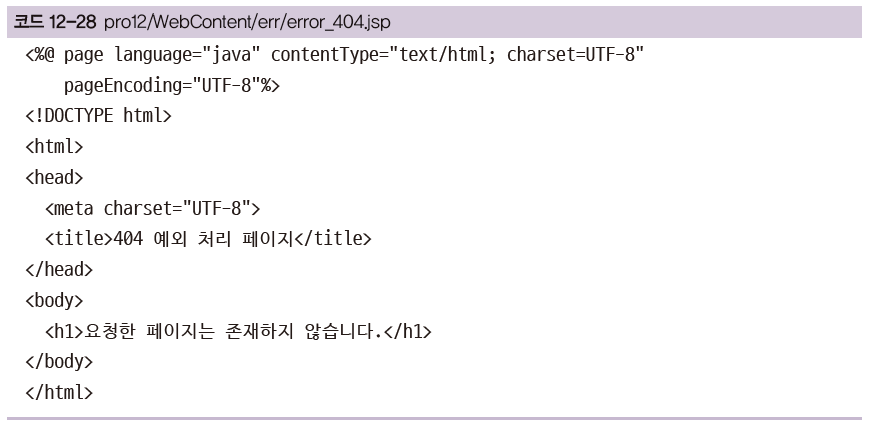 코드 12-28 pro12/WebContent/err/error_404.jsp
<%@ page language="java" contentType="text/html; charset=UTF-8"
    pageEncoding="UTF-8"%>
<!DOCTYPE html>
<html>
<head>
  <meta charset="UTF-8">
  <title>404 예외 처리 페이지</title>
</head>
<body>
  <h1>요청한 페이지는 존재하지 않습니다.</h1>
</body>
</html>